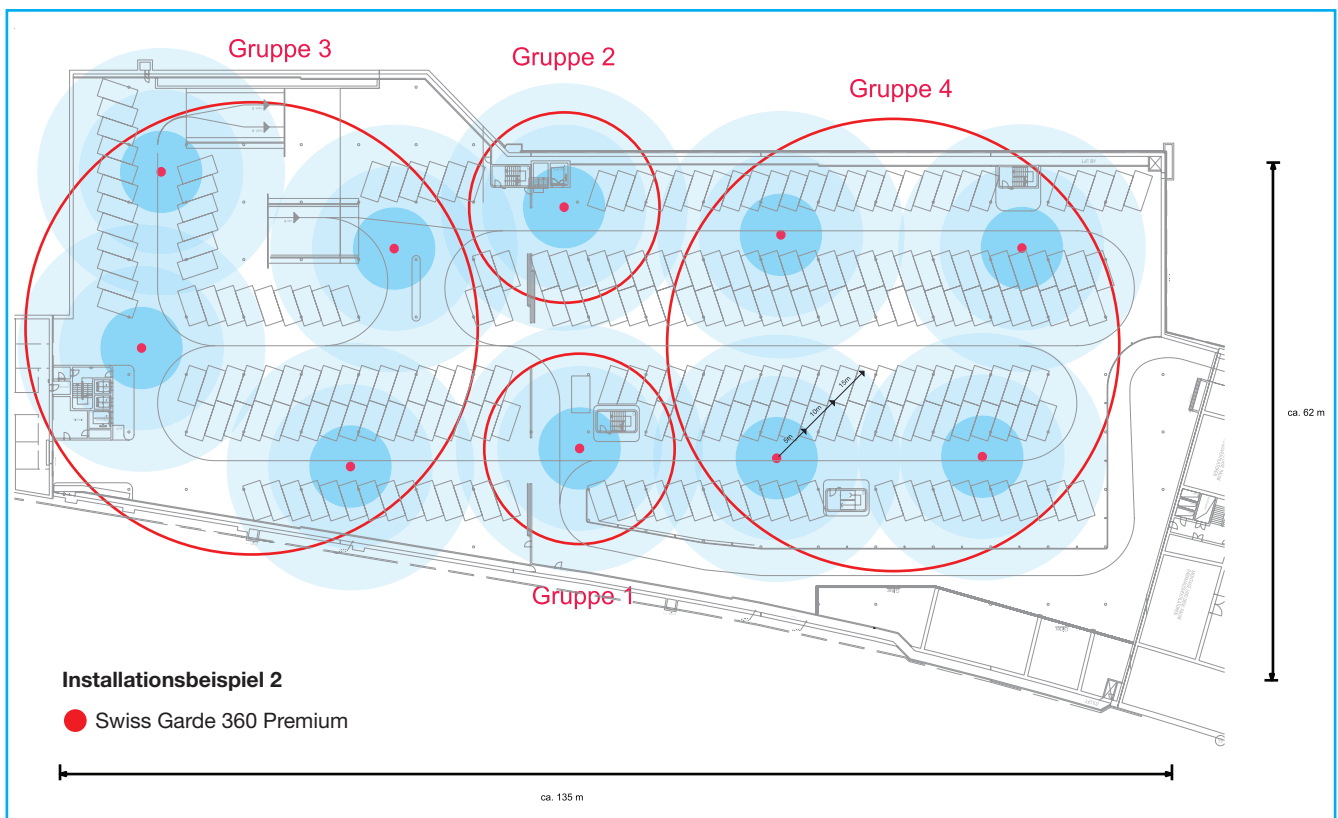 Gruppe 3
Gruppe 2
Gruppe 4
15m
10m
5m
ca. 62 m
Gruppe 1
Installationsbeispiel 2
Swiss Garde 360 Premium
ca. 135 m